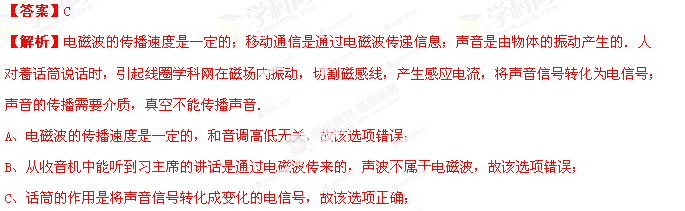 【答案】C
【解析】电磁波的传播速度是一定的；移动通信是通过电磁波传递信息；声音是由物体的振动产生的．人
对着话筒说话时，引起线圈学科网在磁场内振动，切割磁感线，产生感应电流，将声音信号转化为电信号；
声音的传播需要介质，真空不能传播声音．
A、电磁波的传播速度是一定的，和音调高低无关，故该选项错误；
B、从收音机中能听到习主席的讲话是通过电磁波传来的，声波不属于电磁波，故该选项错误；
C、话筒的作用是将声音信号转化成变化的电信号，故该选项正确；